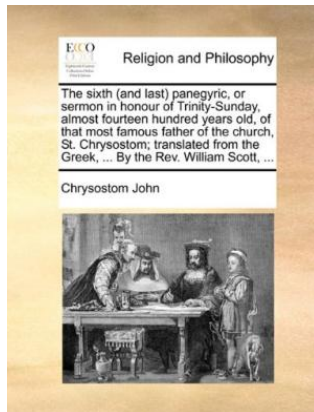 ECCO
Religion and Philosophy
The sixth (and last) panegyric, or
sermon in honour of Trinity-Sunday,
almost fourteen hundred years old, of
that most famous father of the church,
St. Chrysostom; translated from the
Greek, ... By the Rev. William Scott, ...
Chrysostom John